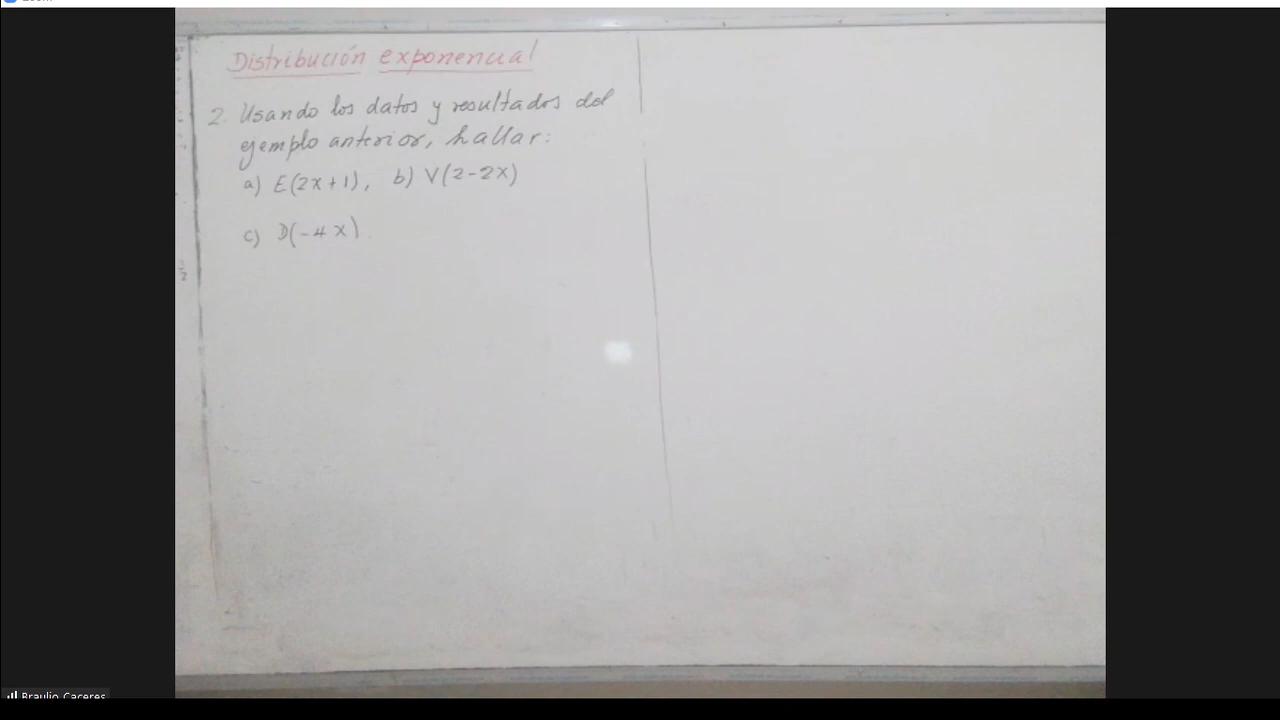 Distribución exponencial
2. Usando los datos y resultados del
ejemplo anterior, hallar:
a) E(2x+1), b) V(2-2x)
c) D(-4x).
Braulio Caceres